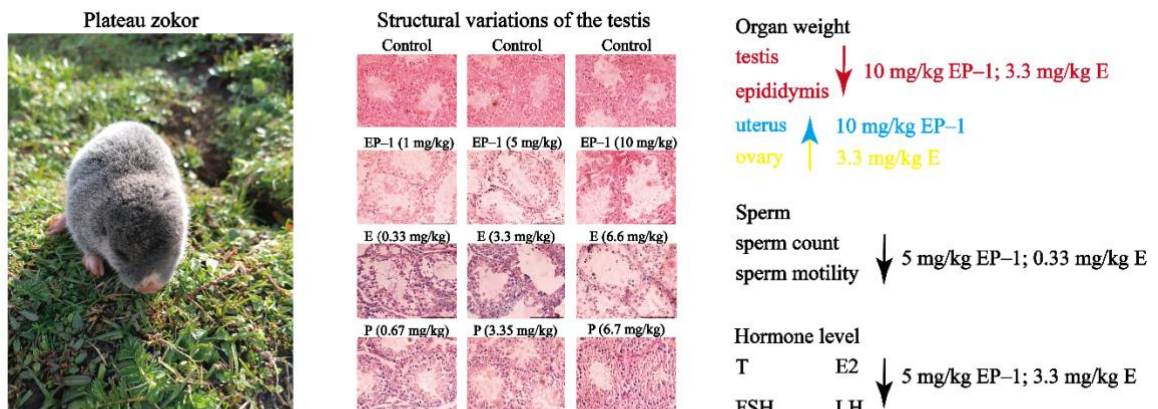 Plateau zokor
Structural variations of the testis
Control Control Control
EP–1 (1 mg/kg) EP–1 (5 mg/kg) EP–1 (10 mg/kg)
E (0.33 mg/kg) E (3.3 mg/kg) E (6.6 mg/kg)
P (0.67 mg/kg) P (3.35 mg/kg) P (6.7 mg/kg)
Organ weight
testis
epididymis
10 mg/kg EP–1; 3.3 mg/kg E
uterus 10 mg/kg EP–1
ovary 3.3 mg/kg E
Sperm
sperm count
sperm motility
5 mg/kg EP–1; 0.33 mg/kg E
Hormone level
T E2
5 mg/kg EP–1; 3.3 mg/kg E
FSH LH